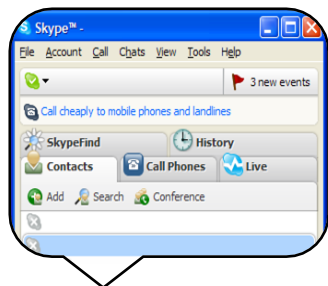 Skype™ -
File Account Call Chats View Tools Help
3 new events
Call cheaply to mobile phones and landlines
SkypeFind History
Contacts Call Phones Live
Add Search Conference